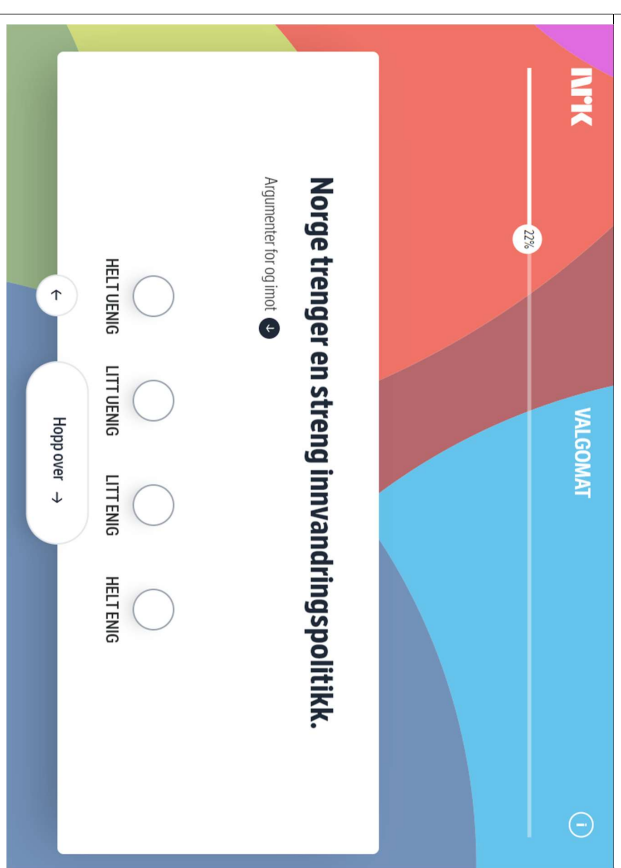 NRK
VALGOMAT
i
22%
Norge trenger en streng innvandringspolitikk.
Argumenter for og imot ↓
HELT UENIG
LITT UENIG
LITT ENIG
HELT ENIG
←
Hopp over →